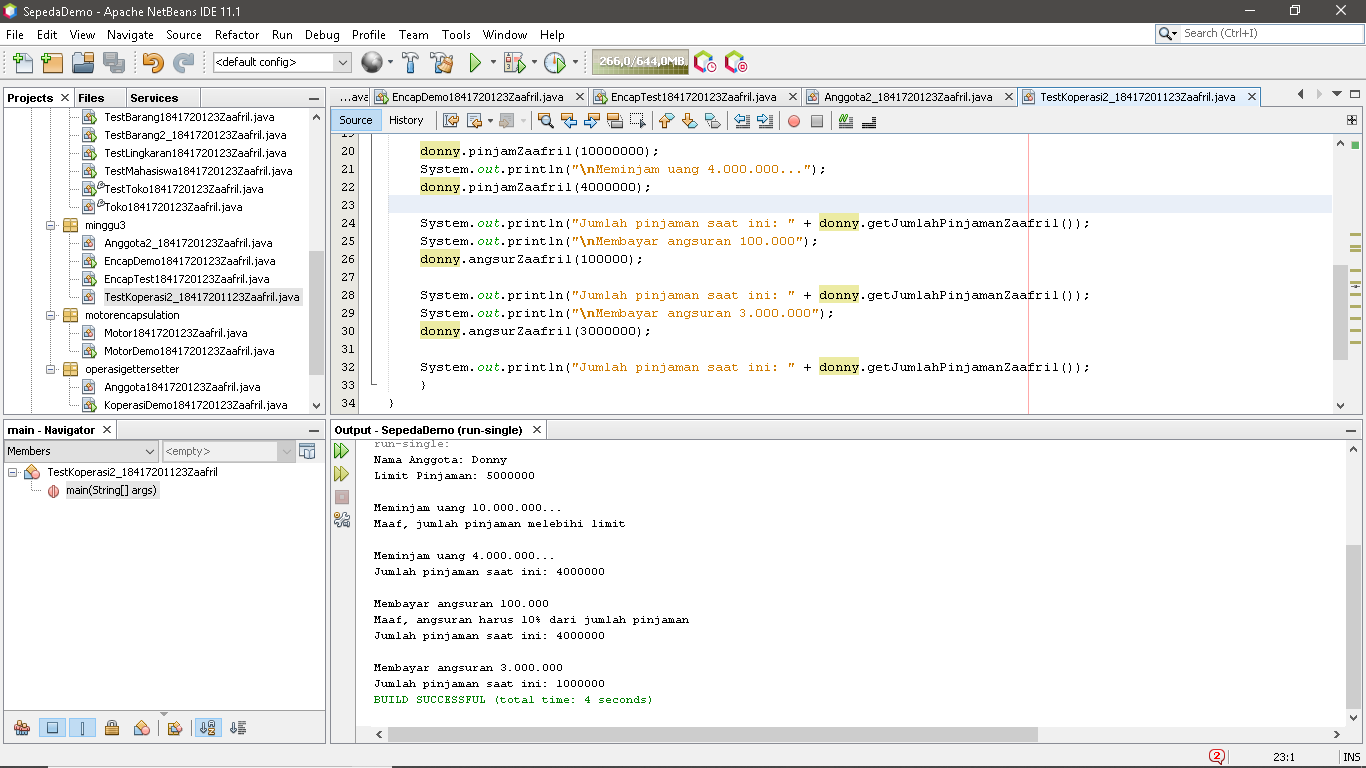 SepedaDemo - Apache NetBeans IDE 11.1
File Edit View Navigate Source Refactor Run Debug Profile Team Tools Window Help
Search (Ctrl+I)
<default config>
266,0/644,0MB
Projects Files Services
TestBarang1841720123Zaafril.java
TestBarang2_1841720123Zaafril.java
TestLingkaran1841720123Zaafril.java
TestMahasiswa1841720123Zaafril.java
TestToko1841720123Zaafril.java
Toko1841720123Zaafril.java
minggu3
Anggota2_1841720123Zaafril.java
EncapDemo1841720123Zaafril.java
EncapTest1841720123Zaafril.java
TestKoperasi2_18417201123Zaafril.java
motorencapsulation
Motor1841720123Zaafril.java
MotorDemo1841720123Zaafril.java
operasigettersetter
Anggota1841720123Zaafril.java
KoperasiDemo1841720123Zaafril.java
...ava EncapDemo1841720123Zaafril.java EncapTest1841720123Zaafril.java Anggota2_1841720123Zaafril.java TestKoperasi2_18417201123Zaafril.java
Source History
19
20 donny.pinjamZaafril(10000000);
21 System.out.println("\nMeminjam uang 4.000.000...");
22 donny.pinjamZaafril(4000000);
23
24 System.out.println("Jumlah pinjaman saat ini: " + donny.getJumlahPinjamanZaafril());
25 System.out.println("\nMembayar angsuran 100.000");
26 donny.angsurZaafril(100000);
27
28 System.out.println("Jumlah pinjaman saat ini: " + donny.getJumlahPinjamanZaafril());
29 System.out.println("\nMembayar angsuran 3.000.000");
30 donny.angsurZaafril(3000000);
31
32 System.out.println("Jumlah pinjaman saat ini: " + donny.getJumlahPinjamanZaafril());
33 }
34 }
main - Navigator
Members <empty>
TestKoperasi2_18417201123Zaafril
main(String[] args)
Output - SepedaDemo (run-single)
run-single:
Nama Anggota: Donny
Limit Pinjaman: 5000000
Meminjam uang 10.000.000...
Maaf, jumlah pinjaman melebihi limit
Meminjam uang 4.000.000...
Jumlah pinjaman saat ini: 4000000
Membayar angsuran 100.000
Maaf, angsuran harus 10% dari jumlah pinjaman
Jumlah pinjaman saat ini: 4000000
Membayar angsuran 3.000.000
Jumlah pinjaman saat ini: 1000000
BUILD SUCCESSFUL (total time: 4 seconds)
2 23:1 INS